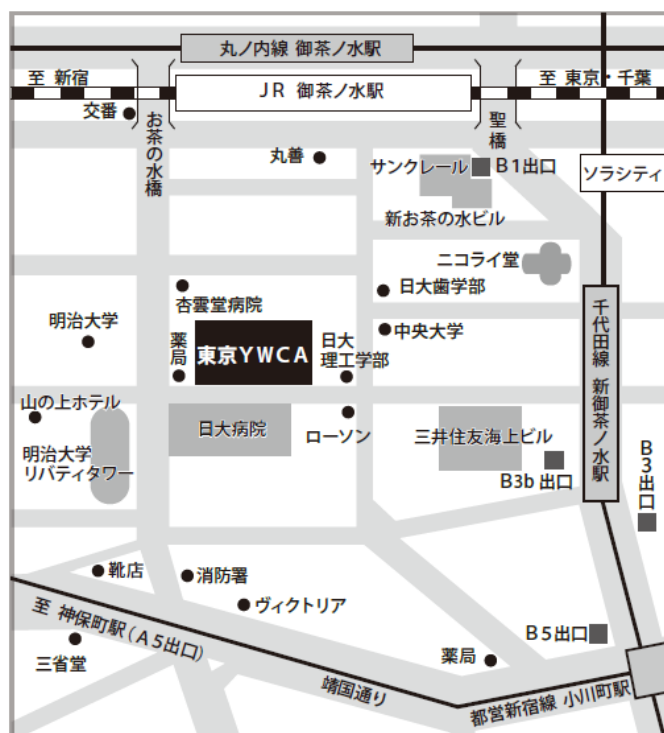 丸ノ内線 御茶ノ水駅
至 新宿
JR 御茶ノ水駅
至 東京・千葉
交番
お茶の水橋
聖橋
丸善
サンクレール
B1出口
ソラシティ
新お茶の水ビル
ニコライ堂
杏雲堂病院
日大歯学部
明治大学
薬局
東京YWCA
日大
理工学部
中央大学
千代田線 新御茶ノ水駅
山の上ホテル
日大病院
ローソン
三井住友海上ビル
明治大学
リバティタワー
B3b 出口
B3出口
靴店
消防署
ヴィクトリア
至 神保町駅(A5出口)
三省堂
B5出口
薬局
靖国通り
都営新宿線 小川町駅